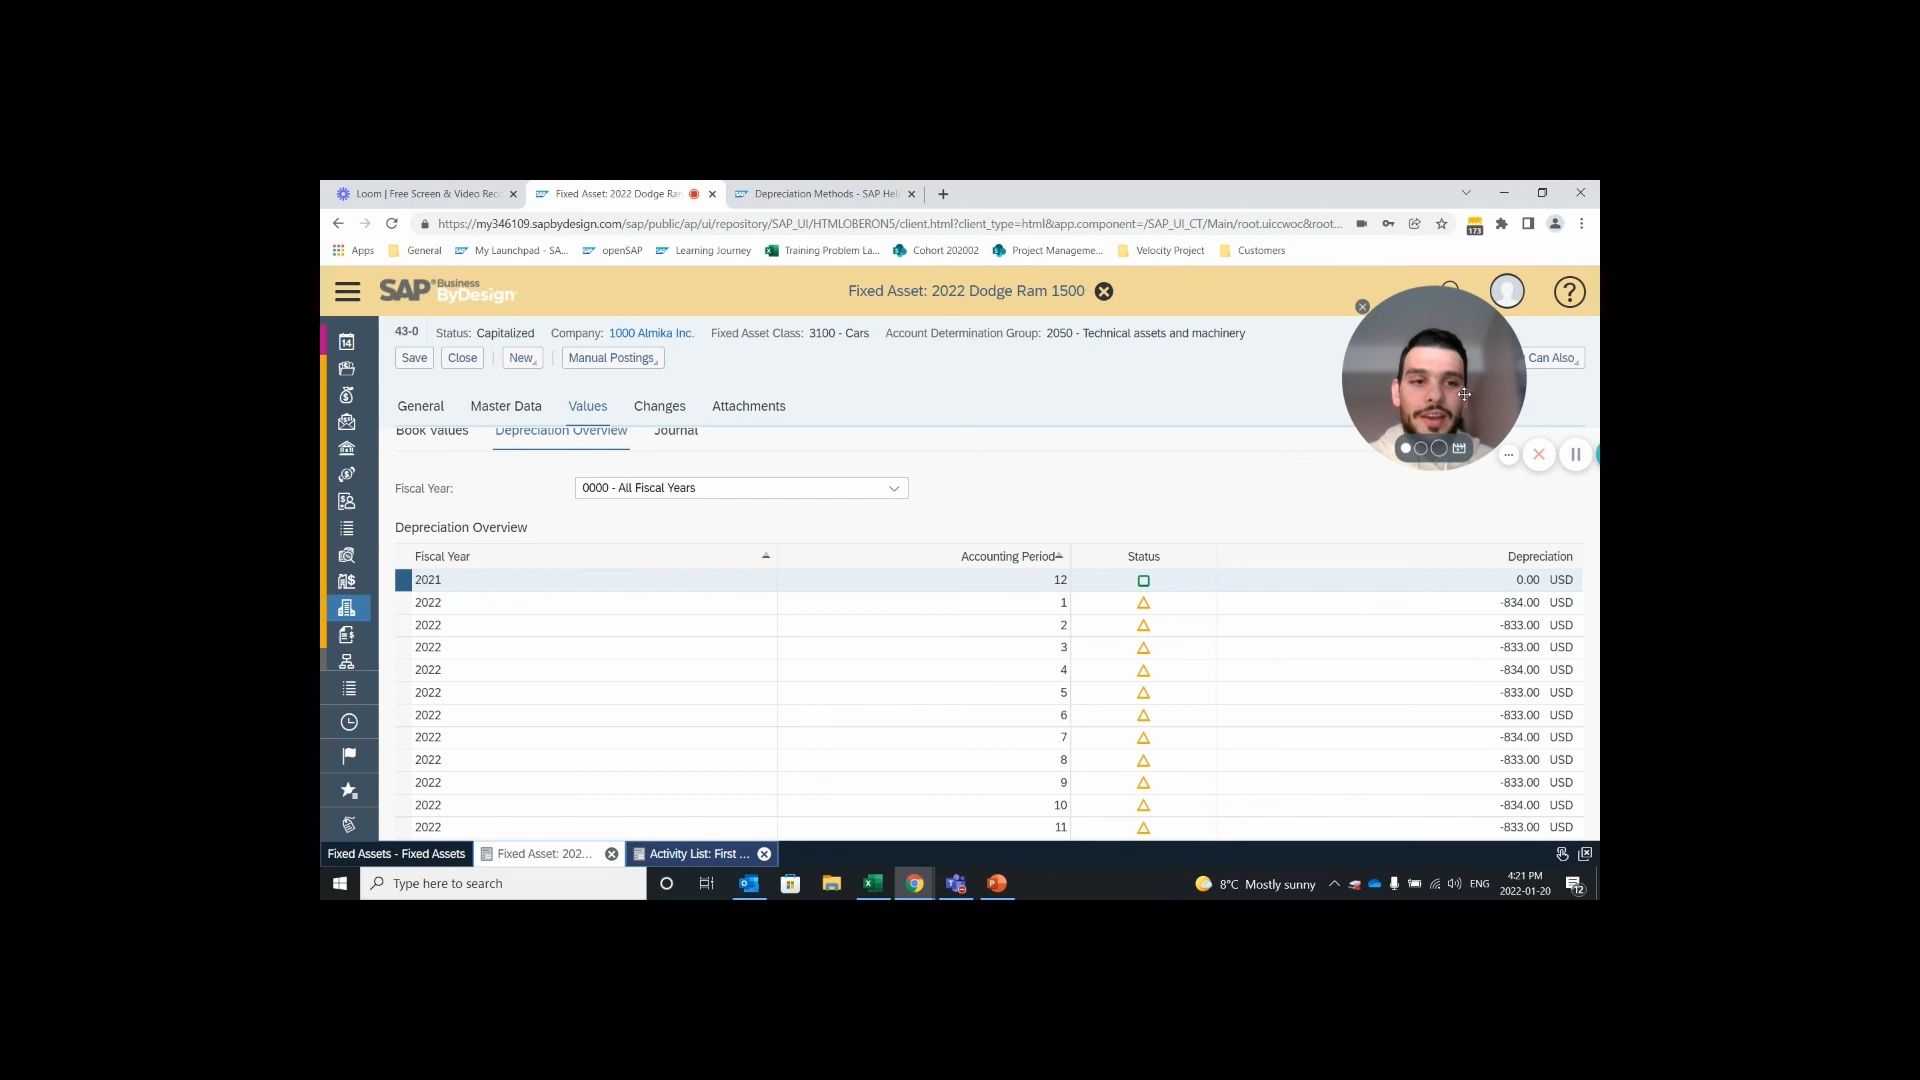 Loom | Free Screen & Video Rec
Fixed Asset: 2022 Dodge Ran
Depreciation Methods - SAP Hel
https://my346109.sapbydesign.com/sap/public/ap/ui/repository/SAP_UI/HTMLOBERON5/client.html?client_type=html&app.component=/SAP_UI_CT/Main/root.uiccwoc&root...
173
Apps
General
My Launchpad - SA...
openSAP
Learning Journey
Training Problem La...
Cohort 202002
Project Manageme...
Velocity Project
Customers
SAP Business ByDesign
Fixed Asset: 2022 Dodge Ram 1500
43-0 Status: Capitalized Company: 1000 Almika Inc. Fixed Asset Class: 3100 - Cars Account Determination Group: 2050 - Technical assets and machinery
Save Close New Manual Postings Can Also
General Master Data Values Changes Attachments
Book Values Depreciation Overview Journal
Fiscal Year: 0000 - All Fiscal Years
Depreciation Overview
Fiscal Year Accounting Period Status Depreciation
2021 12 0.00 USD
2022 1 -834.00 USD
2022 2 -833.00 USD
2022 3 -833.00 USD
2022 4 -834.00 USD
2022 5 -833.00 USD
2022 6 -833.00 USD
2022 7 -834.00 USD
2022 8 -833.00 USD
2022 9 -833.00 USD
2022 10 -834.00 USD
2022 11 -833.00 USD
14
Fixed Assets - Fixed Assets
Fixed Asset: 202...
Activity List: First ...
Type here to search
8°C Mostly sunny
ENG
4:21 PM
2022-01-20
12